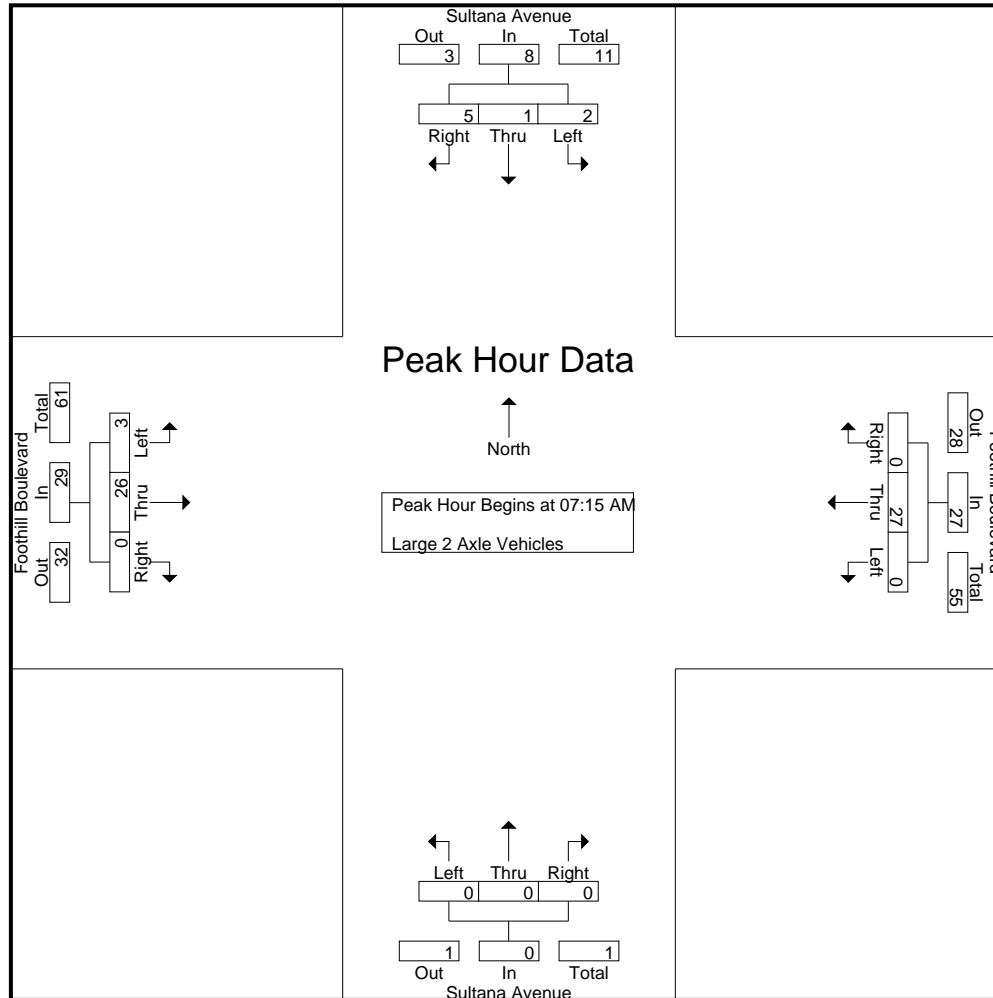 Sultana Avenue
Out In Total
3 8 11
5 1 2
Right Thru Left
Peak Hour Data
North
Peak Hour Begins at 07:15 AM
Large 2 Axle Vehicles
Foothill Boulevard
Total In Out
61 29 32
3 26 0
Left Thru Right
Out In Total
28 27 55
0 27 0
Right Thru Left
Left Thru Right
0 0 0
1 0 1
Out In Total
Sultana Avenue